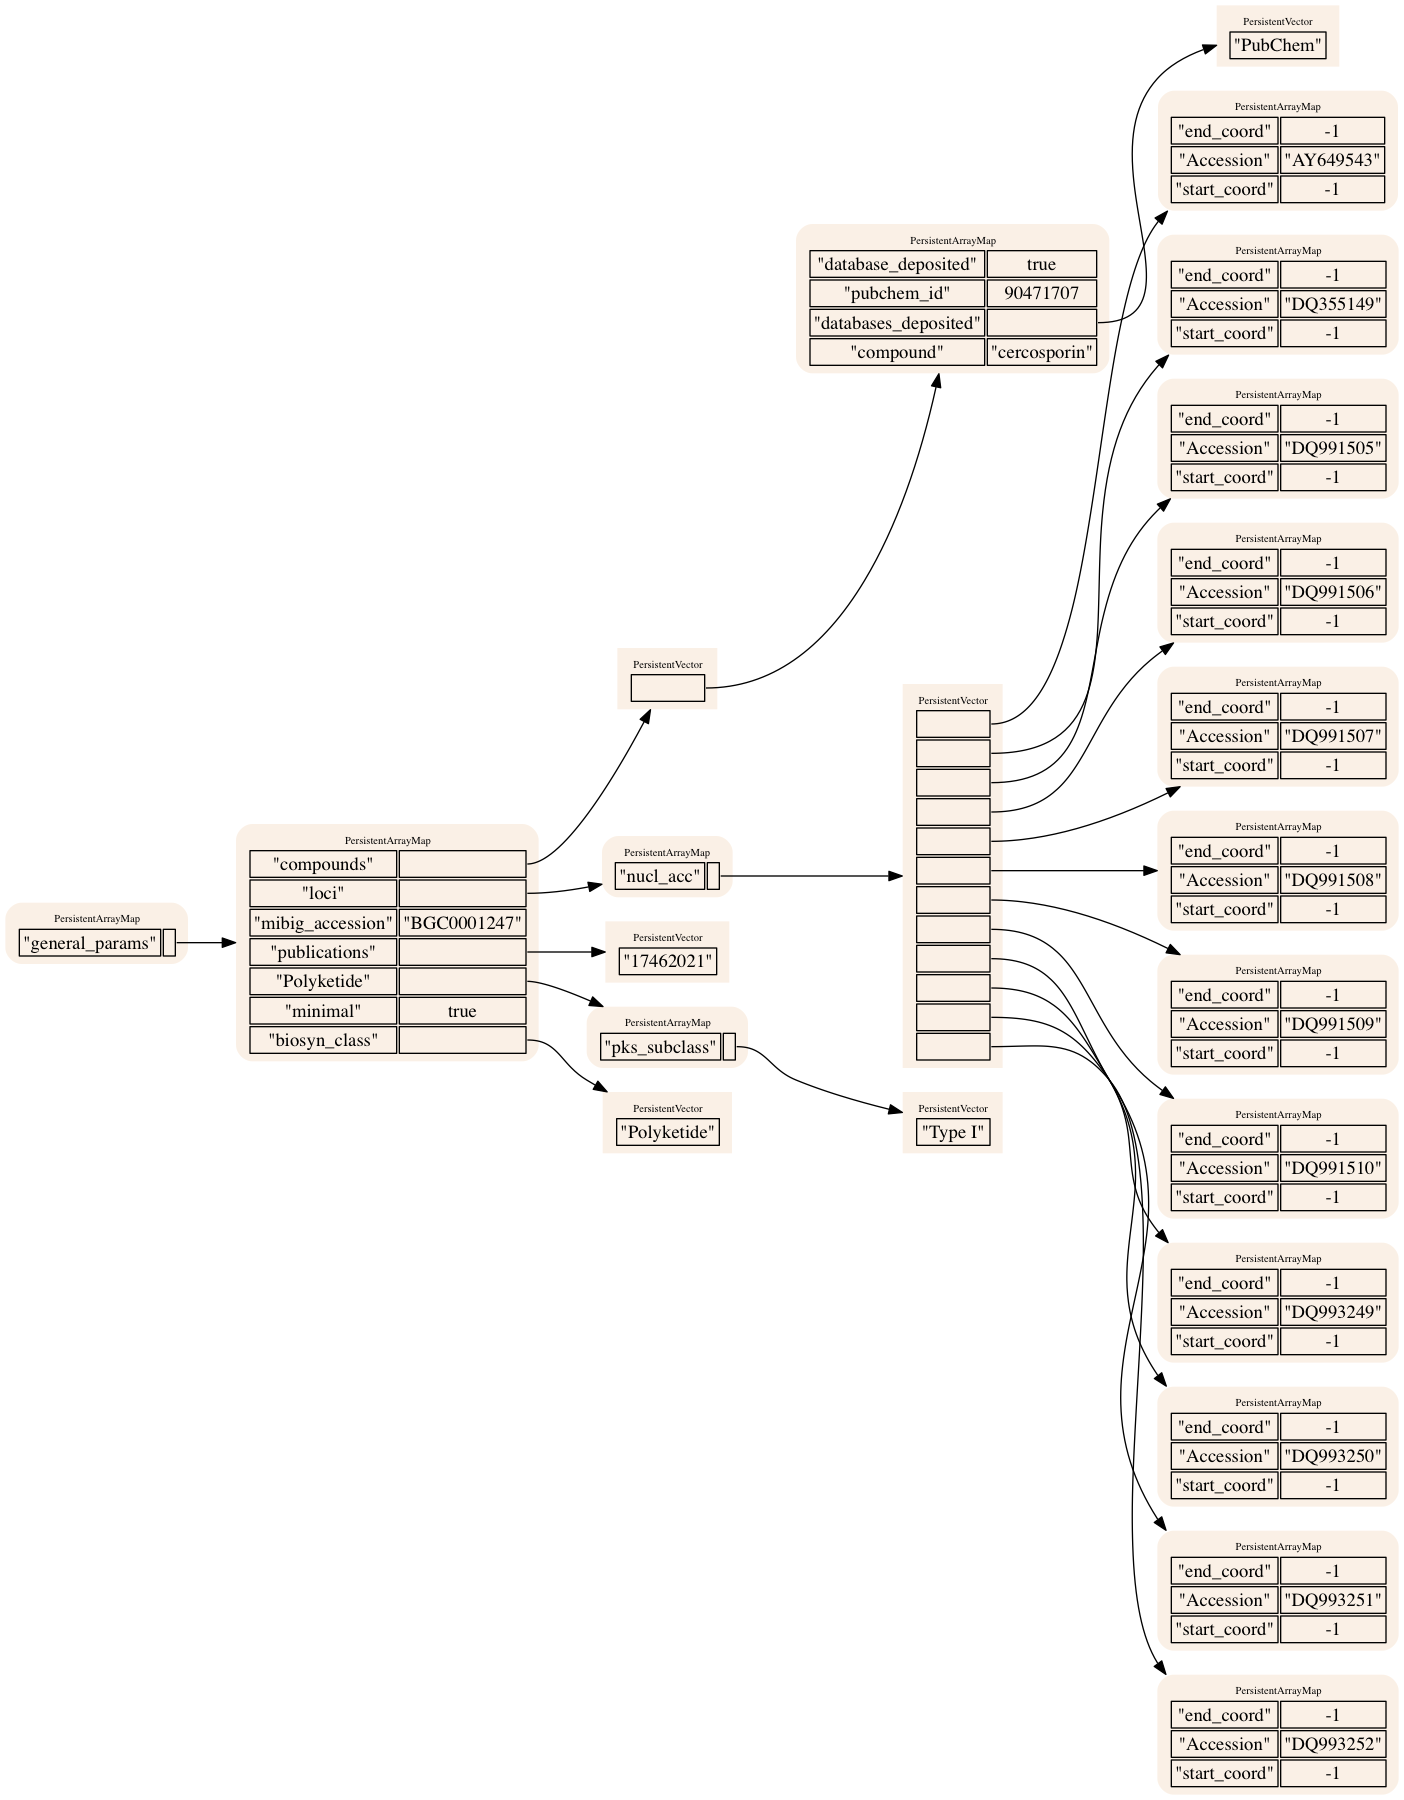 PersistentArrayMap
"general_params"
PersistentArrayMap
"compounds"
"loci"
"mibig_accession" "BGC0001247"
"publications"
"Polyketide"
"minimal" true
"biosyn_class"
PersistentVector
PersistentArrayMap
"nucl_acc"
PersistentVector
"17462021"
PersistentArrayMap
"pks_subclass"
PersistentVector
"Polyketide"
PersistentArrayMap
"database_deposited" true
"pubchem_id" 90471707
"databases_deposited"
"compound" "cercosporin"
PersistentVector
PersistentVector
"Type I"
PersistentVector
"PubChem"
PersistentArrayMap
"end_coord" -1
"Accession" "AY649543"
"start_coord" -1
PersistentArrayMap
"end_coord" -1
"Accession" "DQ355149"
"start_coord" -1
PersistentArrayMap
"end_coord" -1
"Accession" "DQ991505"
"start_coord" -1
PersistentArrayMap
"end_coord" -1
"Accession" "DQ991506"
"start_coord" -1
PersistentArrayMap
"end_coord" -1
"Accession" "DQ991507"
"start_coord" -1
PersistentArrayMap
"end_coord" -1
"Accession" "DQ991508"
"start_coord" -1
PersistentArrayMap
"end_coord" -1
"Accession" "DQ991509"
"start_coord" -1
PersistentArrayMap
"end_coord" -1
"Accession" "DQ991510"
"start_coord" -1
PersistentArrayMap
"end_coord" -1
"Accession" "DQ993249"
"start_coord" -1
PersistentArrayMap
"end_coord" -1
"Accession" "DQ993250"
"start_coord" -1
PersistentArrayMap
"end_coord" -1
"Accession" "DQ993251"
"start_coord" -1
PersistentArrayMap
"end_coord" -1
"Accession" "DQ993252"
"start_coord" -1